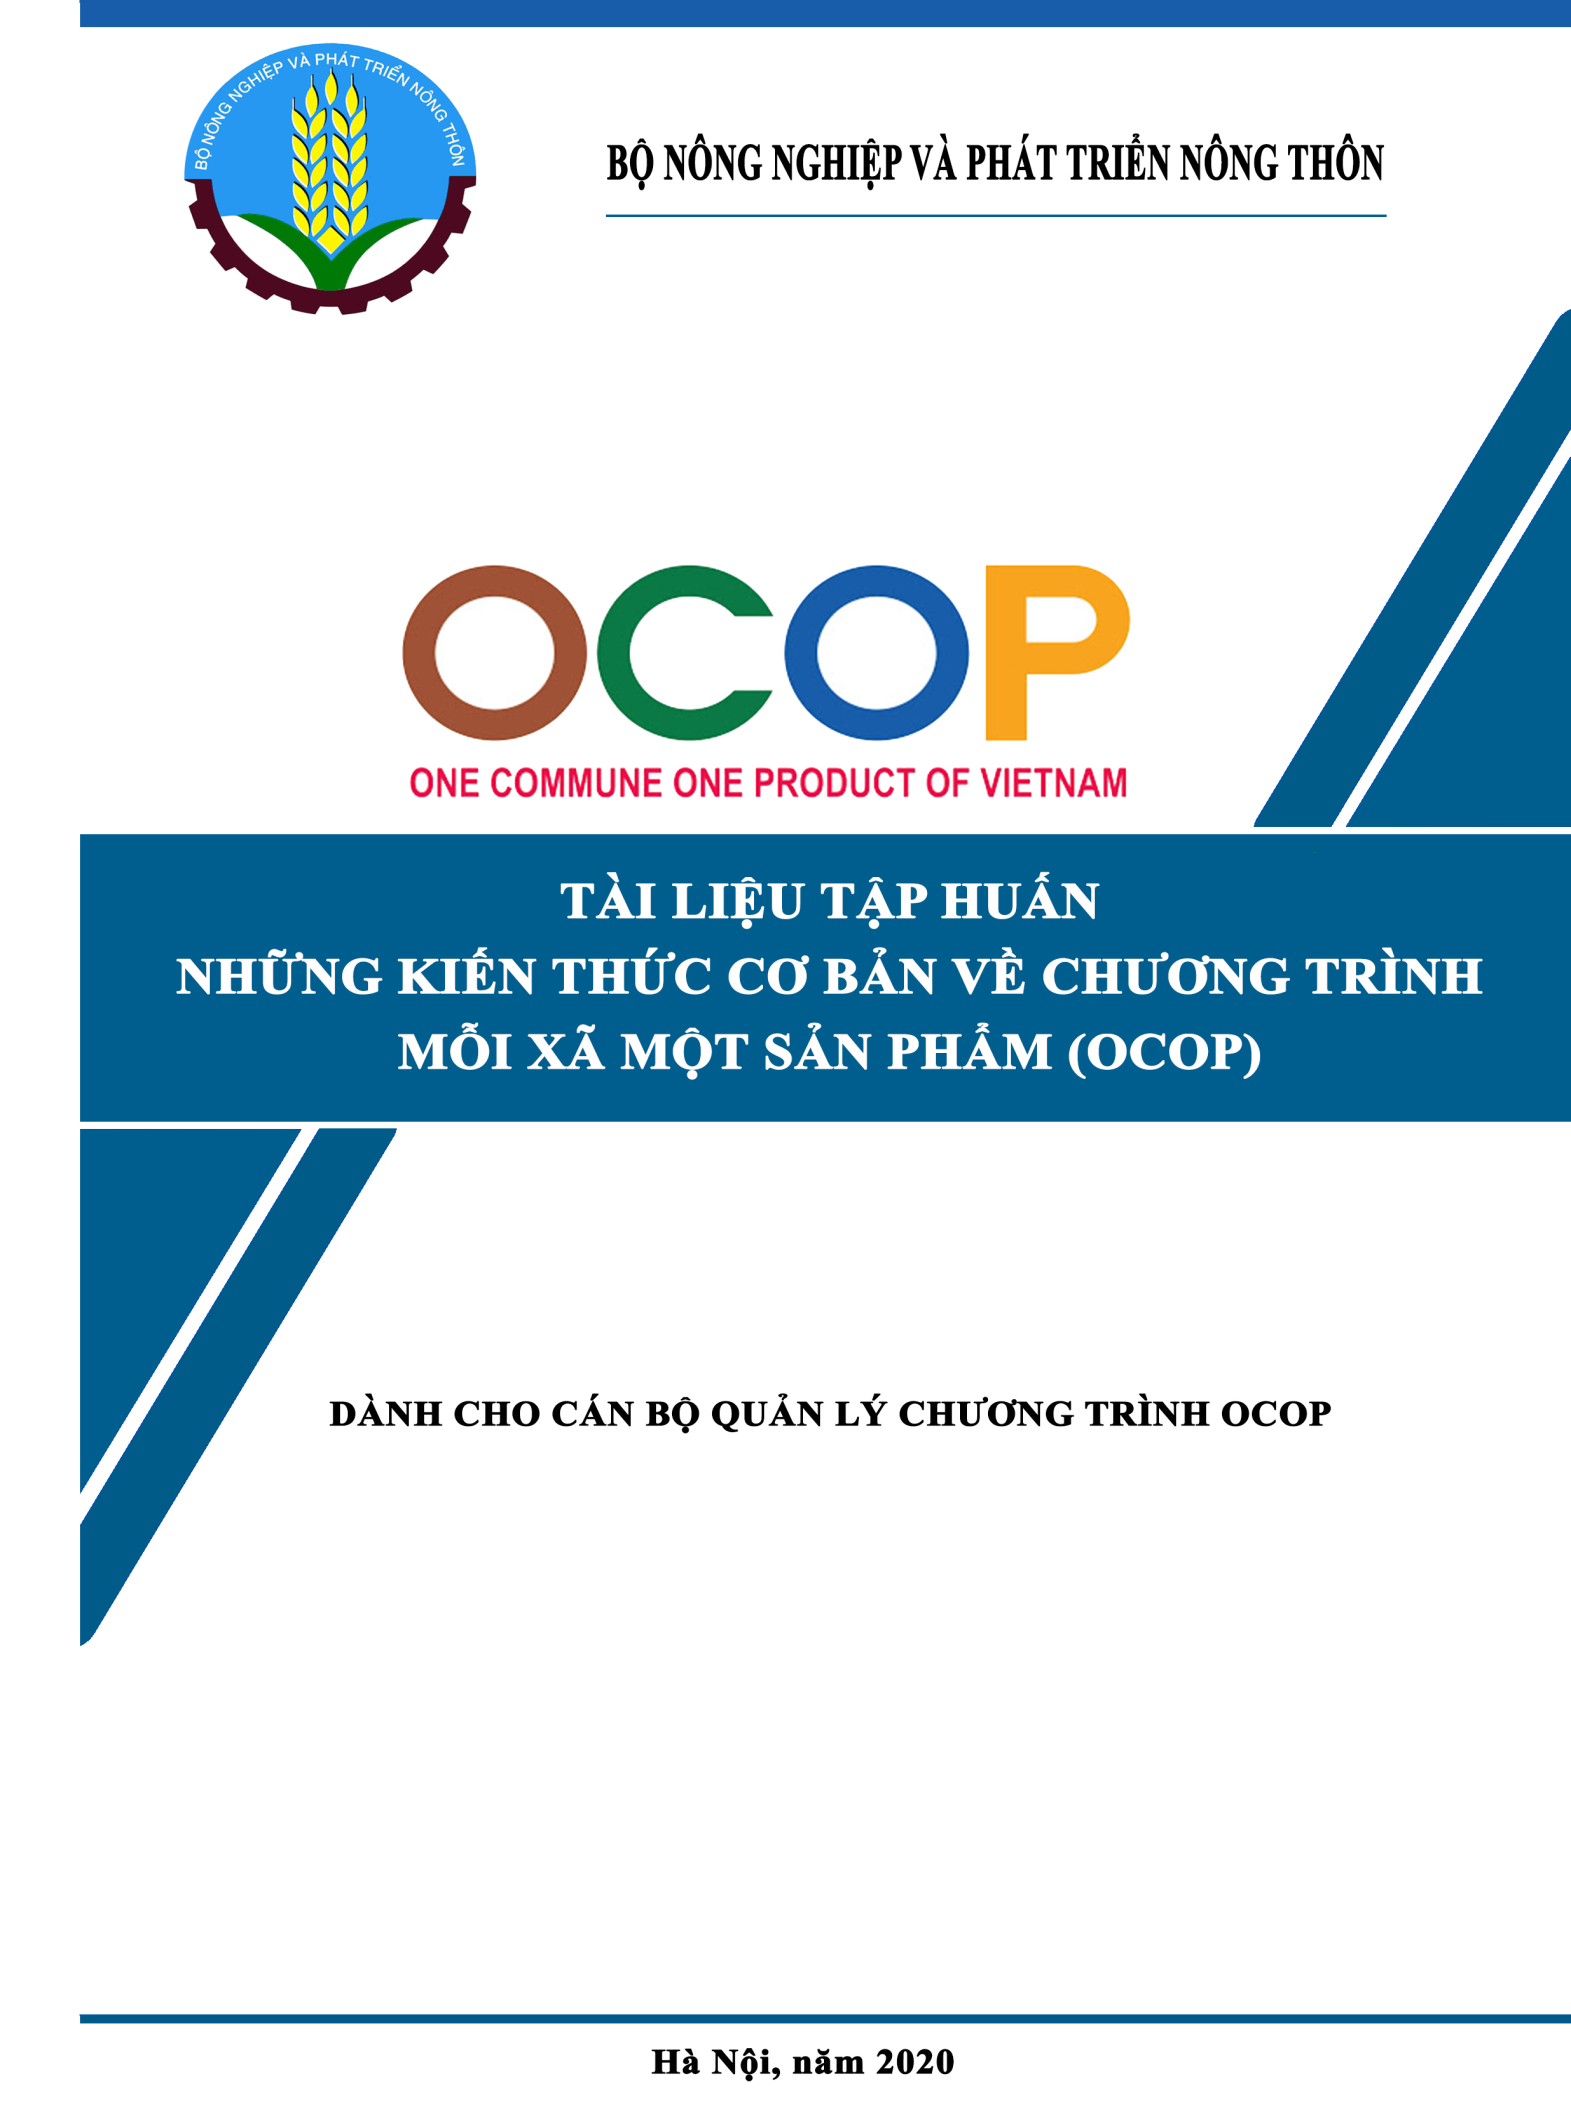 BỘ NÔNG NGHIỆP VÀ PHÁT TRIỂN NÔNG THÔN
BỘ NÔNG NGHIỆP VÀ PHÁT TRIỂN NÔNG THÔN
OCOP
ONE COMMUNE ONE PRODUCT OF VIETNAM
TÀI LIỆU TẬP HUẤN
NHỮNG KIẾN THỨC CƠ BẢN VỀ CHƯƠNG TRÌNH
MỖI XÃ MỘT SẢN PHẨM (OCOP)
DÀNH CHO CÁN BỘ QUẢN LÝ CHƯƠNG TRÌNH OCOP
Hà Nội, năm 2020